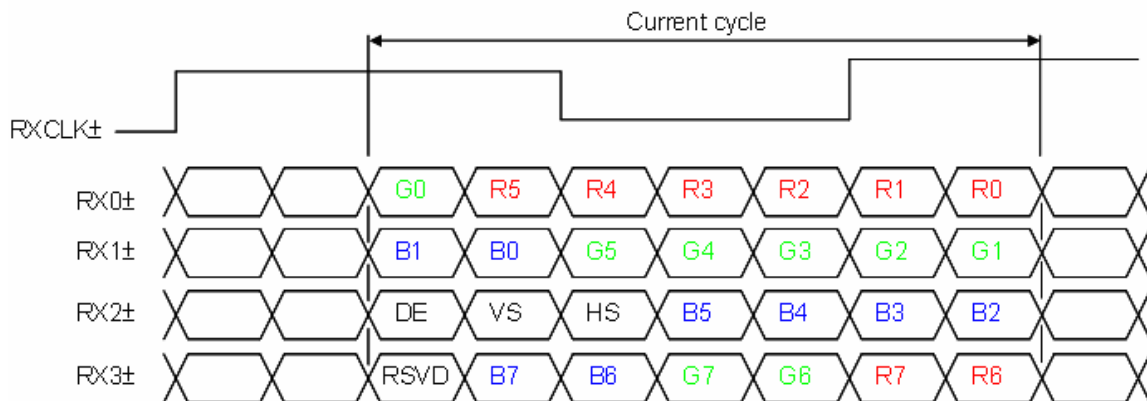 Current cycle
RXCLK±
RX0± G0 R5 R4 R3 R2 R1 R0
RX1± B1 B0 G5 G4 G3 G2 G1
RX2± DE VS HS B5 B4 B3 B2
RX3± RSVD B7 B6 G7 G6 R7 R6